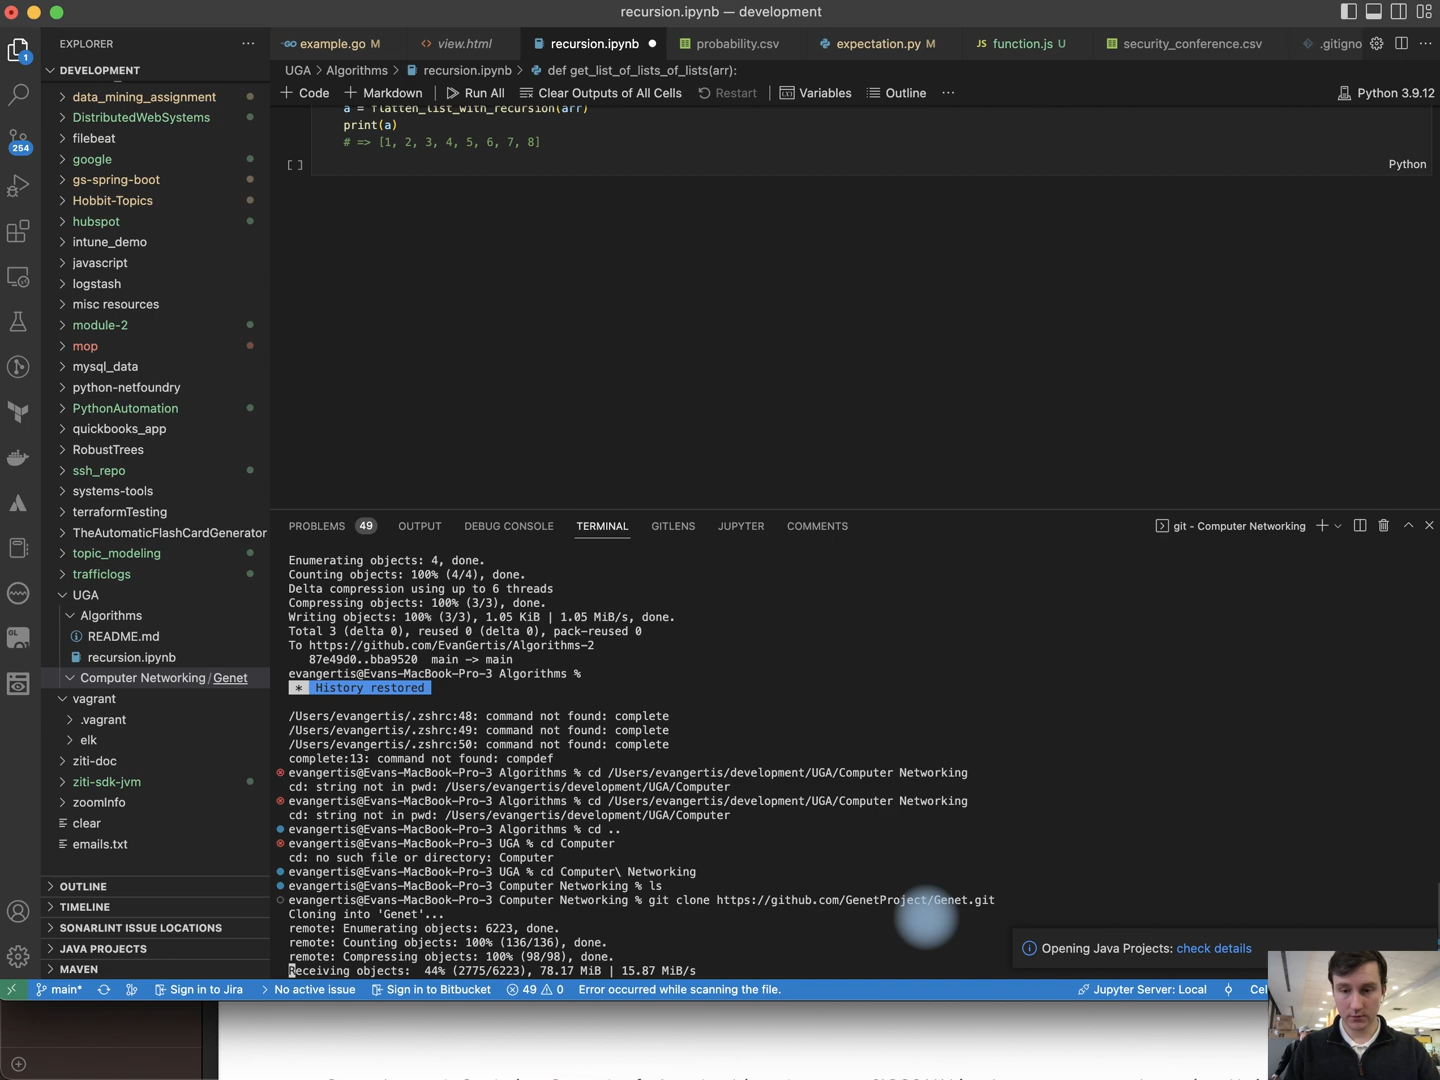 recursion.ipynb — development
EXPLORER
example.go M
view.html
recursion.ipynb
probability.csv
expectation.py M
function.js U
security_conference.csv
.gitigno
1
DEVELOPMENT
UGA > Algorithms > recursion.ipynb > def get_list_of_lists_of_lists(arr):
Code
Markdown
Run All
Clear Outputs of All Cells
Restart
Variables
Outline
Python 3.9.12
a = flatten_list_with_recursion(arr)
print(a)
# => [1, 2, 3, 4, 5, 6, 7, 8]
[ ]
Python
254
data_mining_assignment
DistributedWebSystems
filebeat
google
gs-spring-boot
Hobbit-Topics
hubspot
intune_demo
javascript
logstash
misc resources
module-2
mop
mysql_data
python-netfoundry
PythonAutomation
quickbooks_app
RobustTrees
ssh_repo
systems-tools
terraformTesting
TheAutomaticFlashCardGenerator
topic_modeling
trafficlogs
UGA
Algorithms
README.md
recursion.ipynb
Computer Networking/Genet
vagrant
.vagrant
elk
ziti-doc
ziti-sdk-jvm
zoomInfo
clear
emails.txt
OUTLINE
TIMELINE
SONARLINT ISSUE LOCATIONS
JAVA PROJECTS
MAVEN
PROBLEMS 49
OUTPUT
DEBUG CONSOLE
TERMINAL
GITLENS
JUPYTER
COMMENTS
git - Computer Networking
Enumerating objects: 4, done.
Counting objects: 100% (4/4), done.
Delta compression using up to 6 threads
Compressing objects: 100% (3/3), done.
Writing objects: 100% (3/3), 1.05 KiB | 1.05 MiB/s, done.
Total 3 (delta 0), reused 0 (delta 0), pack-reused 0
To https://github.com/EvanGertis/Algorithms-2
87e49d0..bba9520 main -> main
evangertis@Evans-MacBook-Pro-3 Algorithms %
* History restored
/Users/evangertis/.zshrc:48: command not found: complete
/Users/evangertis/.zshrc:49: command not found: complete
/Users/evangertis/.zshrc:50: command not found: complete
complete:13: command not found: compdef
evangertis@Evans-MacBook-Pro-3 Algorithms % cd /Users/evangertis/development/UGA/Computer Networking
cd: string not in pwd: /Users/evangertis/development/UGA/Computer
evangertis@Evans-MacBook-Pro-3 Algorithms % cd /Users/evangertis/development/UGA/Computer Networking
cd: string not in pwd: /Users/evangertis/development/UGA/Computer
evangertis@Evans-MacBook-Pro-3 Algorithms % cd ..
evangertis@Evans-MacBook-Pro-3 UGA % cd Computer
cd: no such file or directory: Computer
evangertis@Evans-MacBook-Pro-3 UGA % cd Computer\ Networking
evangertis@Evans-MacBook-Pro-3 Computer Networking % ls
evangertis@Evans-MacBook-Pro-3 Computer Networking % git clone https://github.com/GenetProject/Genet.git
Cloning into 'Genet'...
remote: Enumerating objects: 6223, done.
remote: Counting objects: 100% (136/136), done.
remote: Compressing objects: 100% (98/98), done.
Receiving objects: 44% (2775/6223), 78.17 MiB | 15.87 MiB/s
Opening Java Projects: check details
main*
Sign in to Jira
No active issue
Sign in to Bitbucket
49
0
Error occurred while scanning the file.
Jupyter Server: Local
Cel